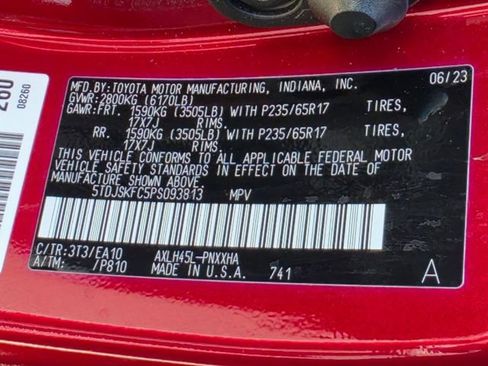 MFD.BY: TOYOTA MOTOR MANUFACTURING, INDIANA, INC. 06/23
GVWR: 2800KG (6170LB)
GAWR:FRT. 1590KG (3505LB) WITH P235/65R17 TIRES,
17X7J RIMS.
RR. 1590KG (3505LB) WITH P235/65R17 TIRES,
17X7J RIMS.
THIS VEHICLE CONFORMS TO ALL APPLICABLE FEDERAL MOTOR
VEHICLE SAFETY STANDARDS IN EFFECT ON THE DATE OF
MANUFACTURE SHOWN ABOVE.
5TDJSKFC5PS093813 MPV
C/TR: 3T3/EA10 AXLH45L-PNXXHA
A/TM: /P810 MADE IN U.S.A. 741
A
08260